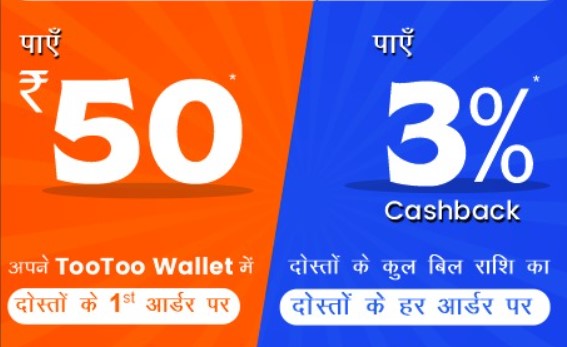 पाएँ
₹50*
अपने TooToo Wallet में
दोस्तों के 1st आर्डर पर
पाएँ
3%*
Cashback
दोस्तों के कुल बिल राशि का
दोस्तों के हर आर्डर पर